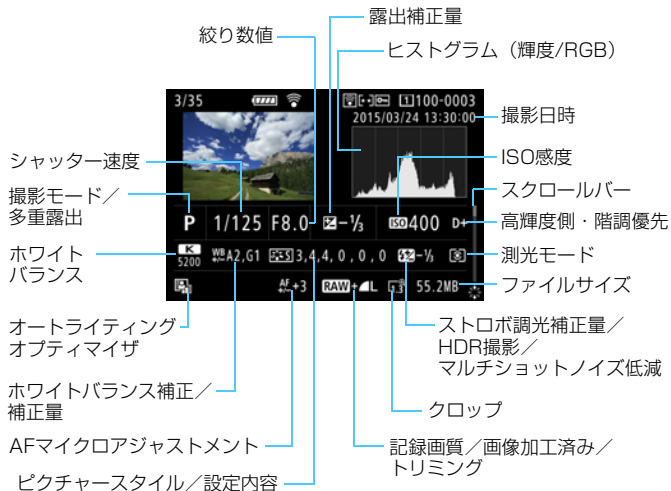 露出補正量
絞り数値
ヒストグラム（輝度/RGB）
3/35
1 100-0003
2015/03/24 13:30:00
撮影日時
シャッター速度
ISO感度
撮影モード／
多重露出
スクロールバー
P 1/125 F8.0 -1/3 ISO 400 D+
高輝度側・階調優先
ホワイト
バランス
K
5200
WB +/- A2,G1
3,4,4,0,0,0
-1/3
測光モード
AF +/- +3
RAW+L
1.3
55.2MB
ファイルサイズ
オートライティング
オプティマイザ
ストロボ調光補正量／
HDR撮影／
マルチショットノイズ低減
ホワイトバランス補正／
補正量
クロップ
AFマイクロアジャストメント
記録画質／画像加工済み／
トリミング
ピクチャースタイル／設定内容